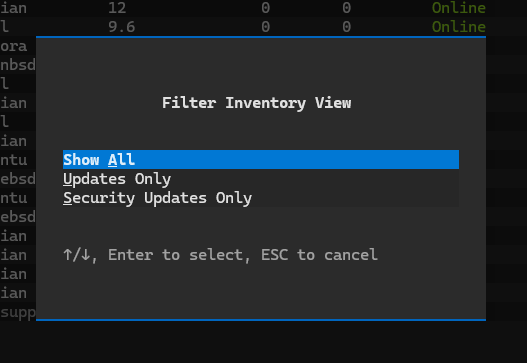 ian 12 0 0 Online
l 9.6 0 0 Online
ora
nbsd
l
ian
l
ian
ntu
ebsd
ntu
ebsd
ian
ian
ian
ian
supp
Filter Inventory View
Show All
Updates Only
Security Updates Only
↑/↓, Enter to select, ESC to cancel